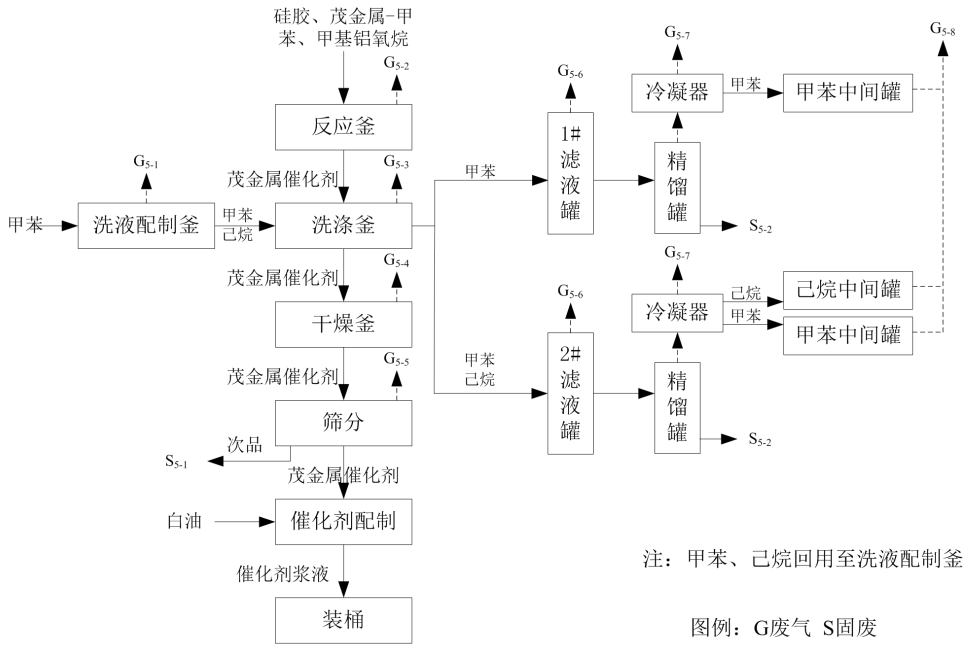 硅胶、茂金属-甲
苯、甲基铝氧烷
G5-2
反应釜
茂金属催化剂
G5-3
G5-1
甲苯
洗液配制釜
甲苯
己烷
洗涤釜
茂金属催化剂
G5-4
干燥釜
茂金属催化剂
G5-5
筛分
次品
S5-1
茂金属催化剂
白油
催化剂配制
催化剂浆液
装桶
甲苯
G5-6
1#
滤
液
罐
精
馏
罐
S5-2
G5-7
冷凝器
甲苯
甲苯中间罐
G5-8
甲苯
己烷
G5-6
2#
滤
液
罐
精
馏
罐
S5-2
G5-7
冷凝器
己烷
甲苯
己烷中间罐
甲苯中间罐
注：甲苯、己烷回用至洗液配制釜
图例：G废气 S固废